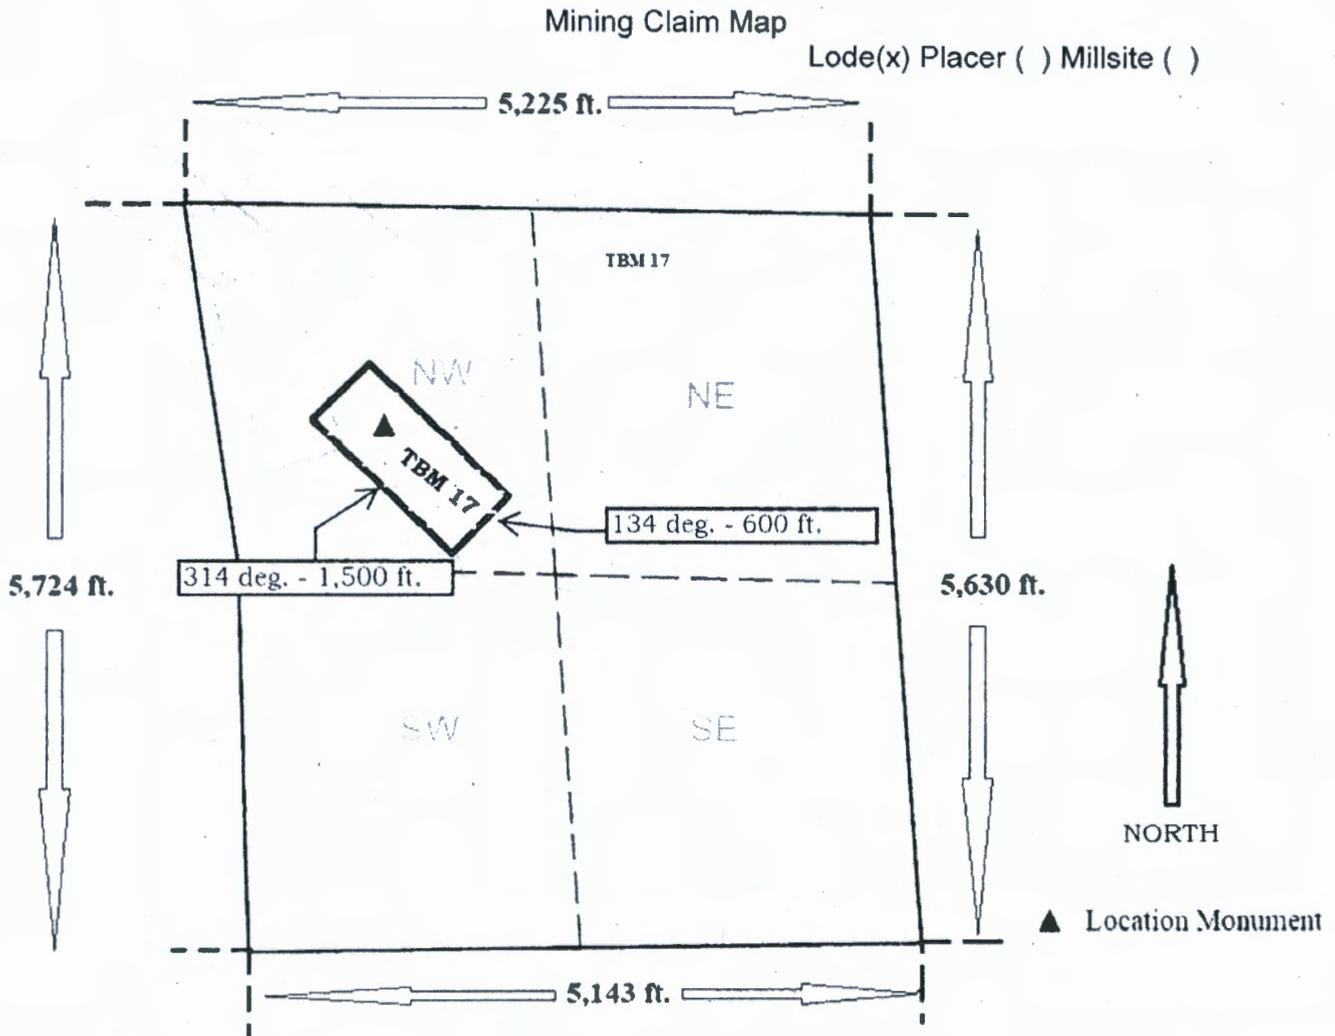 Mining Claim Map
Lode(x) Placer ( ) Millsite ( )
5,225 ft.
TBM 17
NW
NE
TBM 17
134 deg. - 600 ft.
314 deg. - 1,500 ft.
5,724 ft.
5,630 ft.
SW
SE
NORTH
▲ Location Monument
5,143 ft.